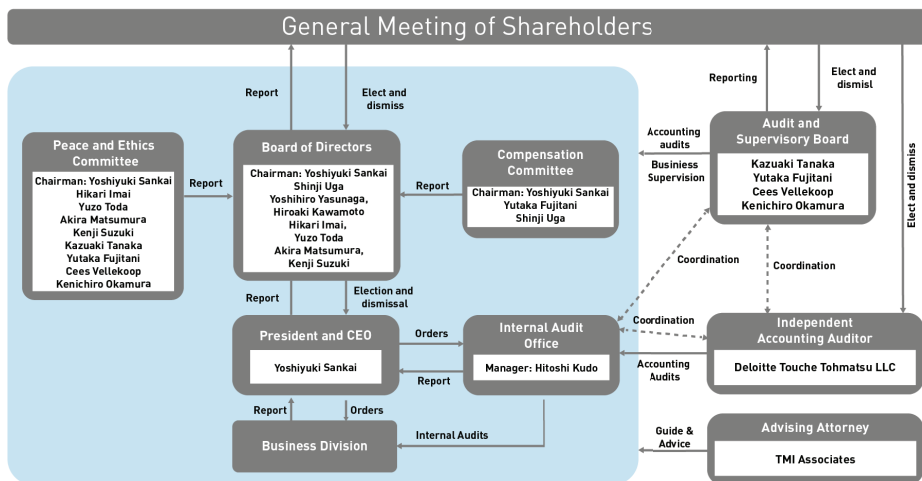 General Meeting of Shareholders
Report
Elect and
dismiss
Reporting
Elect and
dismisl
Elect and dismiss
Peace and Ethics
Committee
Chairman: Yoshiyuki Sankai
Hikari Imai
Yuzo Toda
Akira Matsumura
Kenji Suzuki
Kazuaki Tanaka
Yutaka Fujitani
Cees Vellekoop
Kenichiro Okamura
Report
Board of Directors
Chairman: Yoshiyuki Sankai
Shinji Uga
Yoshihiro Yasunaga,
Hiroaki Kawamoto
Hikari Imai,
Yuzo Toda
Akira Matsumura,
Kenji Suzuki
Report
Compensation
Committee
Chairman: Yoshiyuki Sankai
Yutaka Fujitani
Shinji Uga
Accounting
audits
Businiess
Supervision
Audit and
Supervisory Board
Kazuaki Tanaka
Yutaka Fujitani
Cees Vellekoop
Kenichiro Okamura
Coordination
Coordination
Coordination
Report
Election and
dismissal
President and CEO
Yoshiyuki Sankai
Orders
Report
Internal Audit
Office
Manager: Hitoshi Kudo
Accounting
Audits
Independent
Accounting Auditor
Deloitte Touche Tohmatsu LLC
Report
Orders
Business Division
Internal Audits
Guide &
Advice
Advising Attorney
TMI Associates